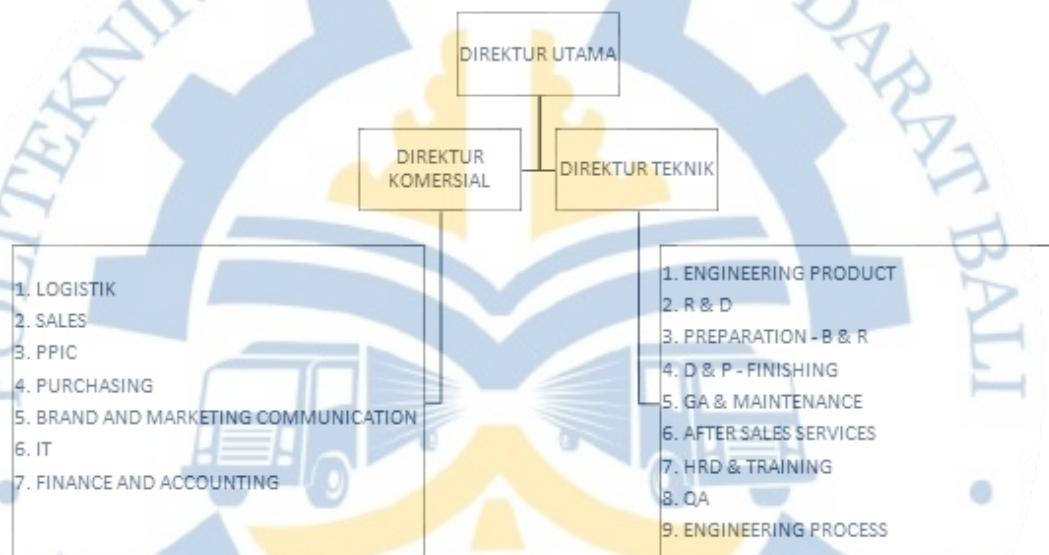 DIREKTUR UTAMA
DIREKTUR
KOMERSIAL
DIREKTUR TEKNIK
1. LOGISTIK
2. SALES
3. PPIC
4. PURCHASING
5. BRAND AND MARKETING COMMUNICATION
6. IT
7. FINANCE AND ACCOUNTING
1. ENGINEERING PRODUCT
2. R & D
3. PREPARATION - B & R
4. D & P - FINISHING
5. GA & MAINTENANCE
6. AFTER SALES SERVICES
7. HRD & TRAINING
8. QA
9. ENGINEERING PROCESS
DARAT BALI